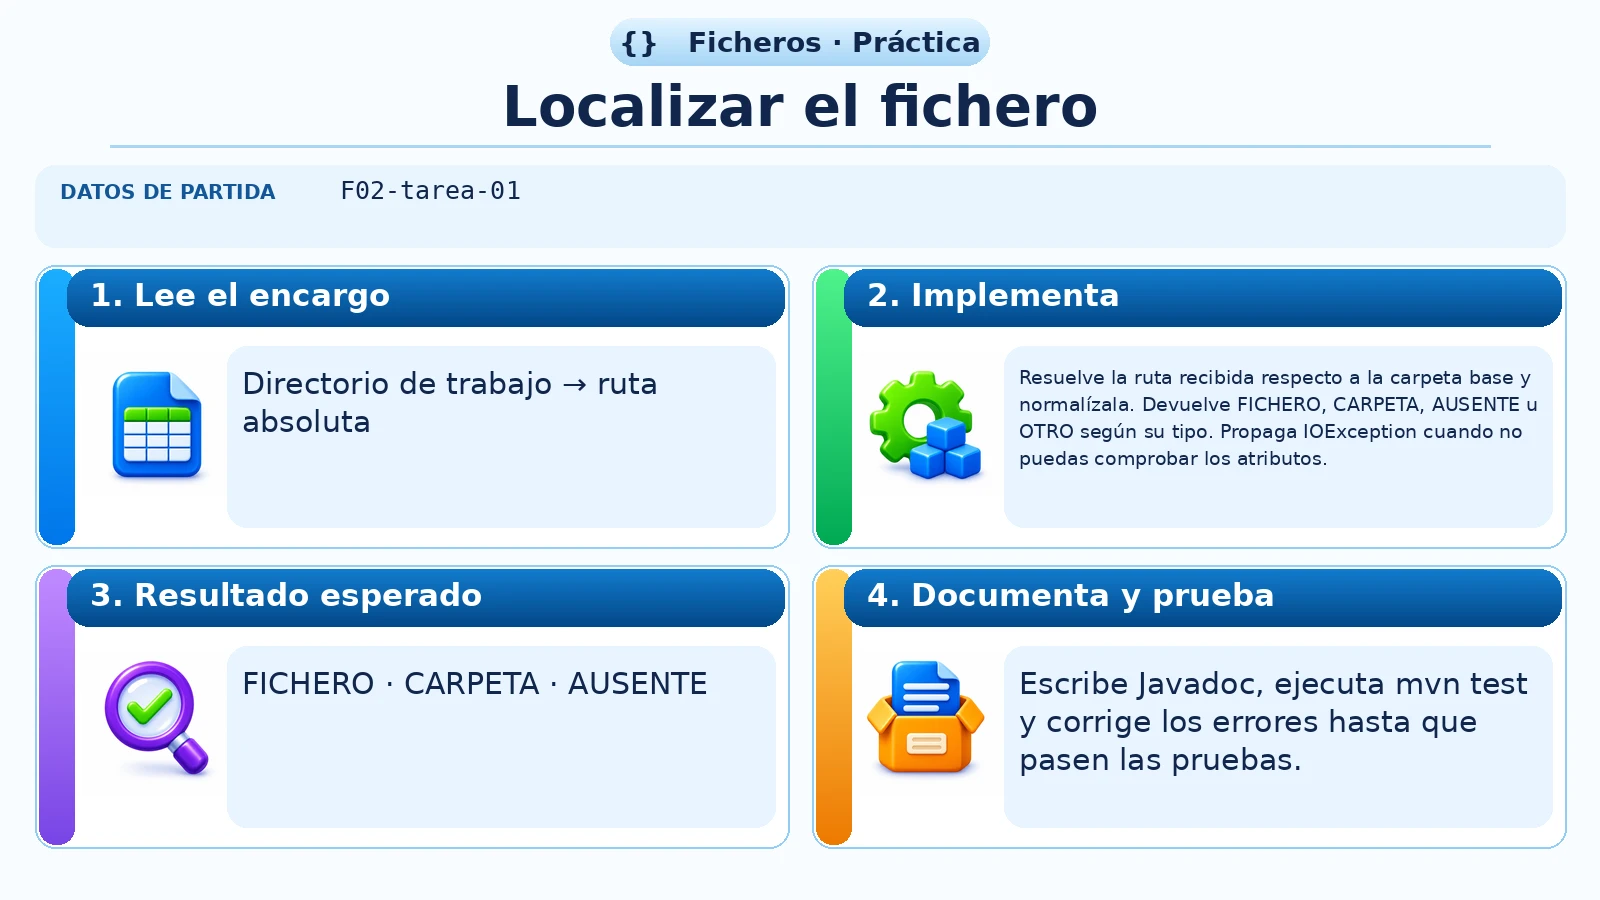 {} Ficheros · Práctica
Localizar el fichero
DATOS DE PARTIDA F02-tarea-01
1. Lee el encargo
Directorio de trabajo → ruta
absoluta
2. Implementa
Resuelve la ruta recibida respecto a la carpeta base y
normalízala. Devuelve FICHERO, CARPETA, AUSENTE u
OTRO según su tipo. Propaga IOException cuando no
puedas comprobar los atributos.
3. Resultado esperado
FICHERO · CARPETA · AUSENTE
4. Documenta y prueba
Escribe Javadoc, ejecuta mvn test
y corrige los errores hasta que
pasen las pruebas.